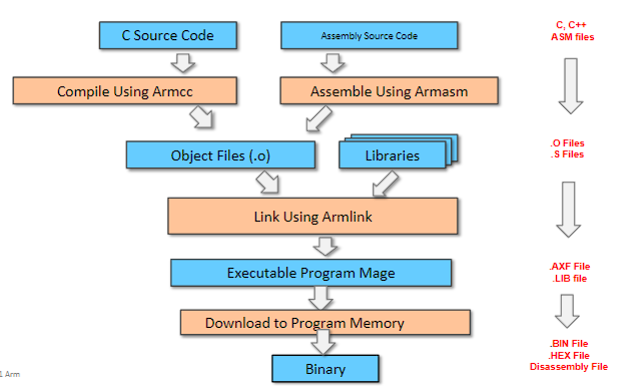 C Source Code
Assembly Source Code
C, C++
ASM files
Compile Using Armcc
Assemble Using Armasm
Object Files (.o)
Libraries
.O Files
.S Files
Link Using Armlink
Executable Program Mage
.AXF File
.LIB file
Download to Program Memory
.BIN File
.HEX File
Disassembly File
Binary
1 Arm